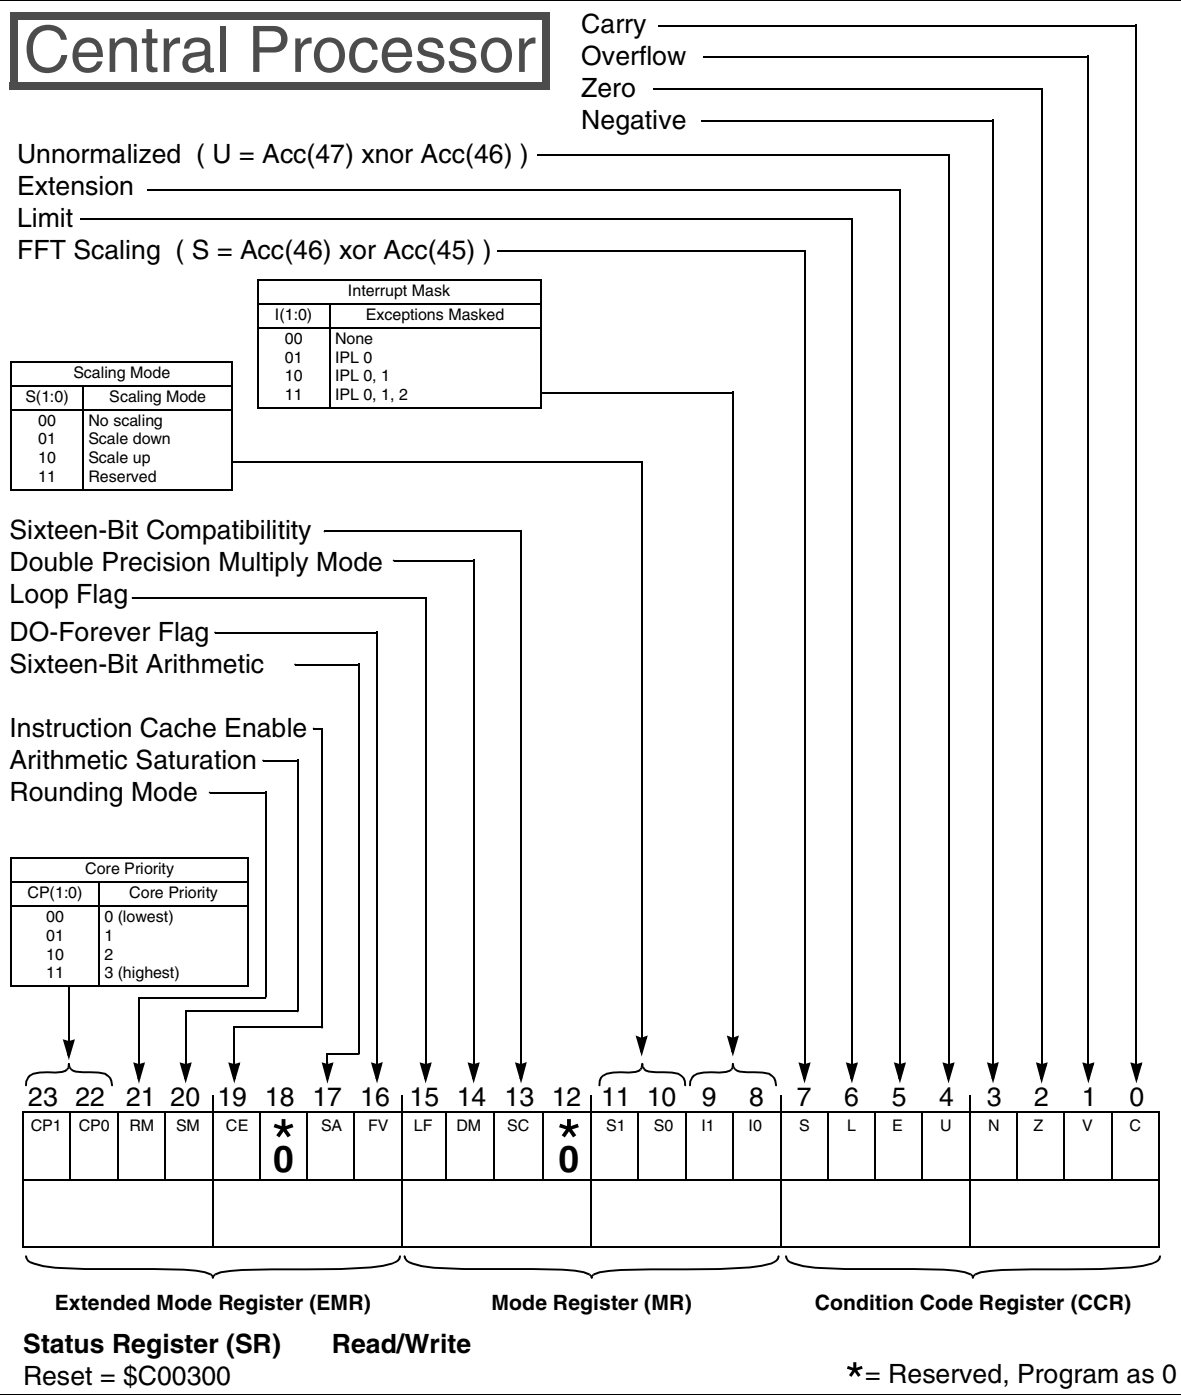 Central Processor
Carry
Overflow
Zero
Negative
Unnormalized ( U = Acc(47) xnor Acc(46) )
Extension
Limit
FFT Scaling ( S = Acc(46) xor Acc(45) )
Interrupt Mask
I(1:0) Exceptions Masked
00 None
01 IPL 0
10 IPL 0, 1
11 IPL 0, 1, 2
Scaling Mode
S(1:0) Scaling Mode
00 No scaling
01 Scale down
10 Scale up
11 Reserved
Sixteen-Bit Compatibilitity
Double Precision Multiply Mode
Loop Flag
DO-Forever Flag
Sixteen-Bit Arithmetic
Instruction Cache Enable
Arithmetic Saturation
Rounding Mode
Core Priority
CP(1:0) Core Priority
00 0 (lowest)
01 1
10 2
11 3 (highest)
23 22 21 20 19 18 17 16 15 14 13 12 11 10 9 8 7 6 5 4 3 2 1 0
CP1 CP0 RM SM CE * SA FV LF DM SC * S1 S0 I1 I0 S L E U N Z V C
0 0
Extended Mode Register (EMR) Mode Register (MR) Condition Code Register (CCR)
Status Register (SR) Read/Write
Reset = $C00300
*= Reserved, Program as 0